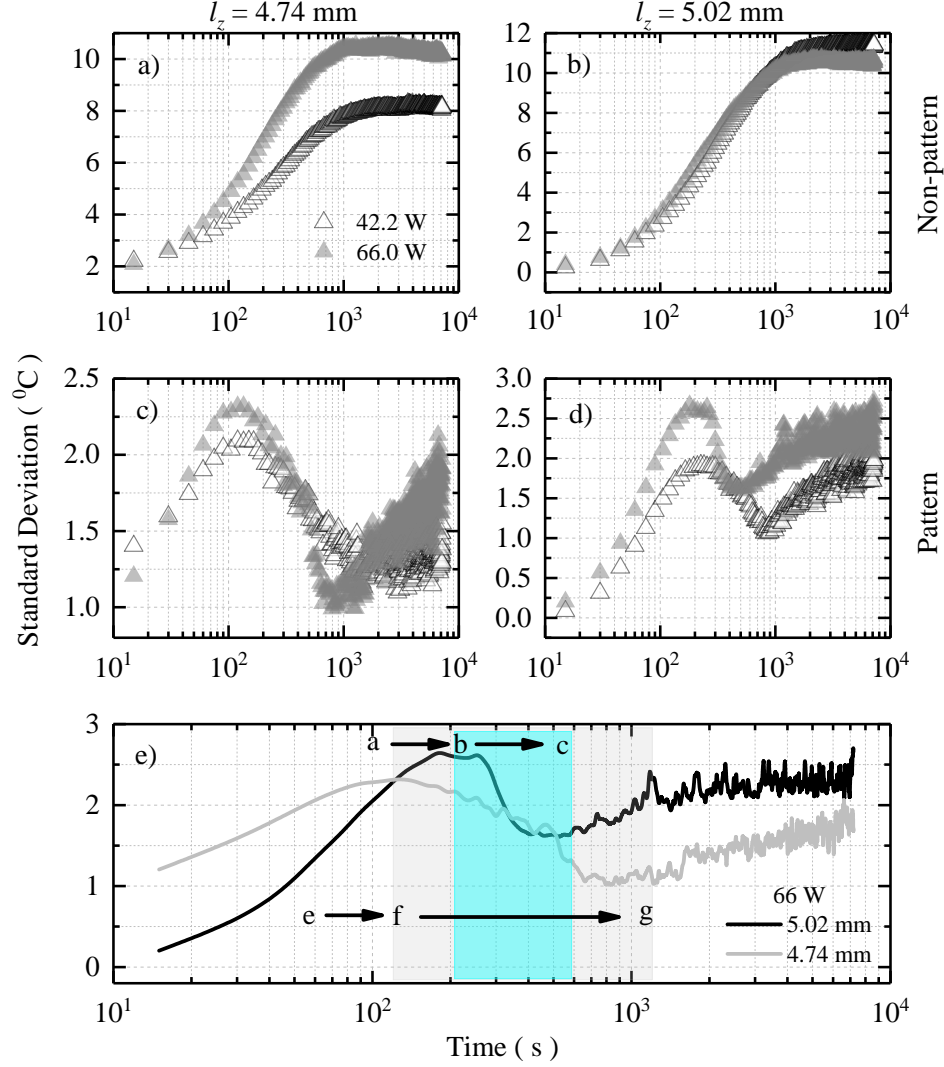 l_z = 4.74 mm l_z = 5.02 mm
a)
10
8
6
4
2
42.2 W
66.0 W
10^1 10^2 10^3 10^4
b)
12
10
8
6
4
2
0
10^1 10^2 10^3 10^4
Non-pattern
Standard Deviation ( ^0C )
c)
2.5
2.0
1.5
1.0
10^1 10^2 10^3 10^4
d)
3.0
2.5
2.0
1.5
1.0
0.5
0.0
10^1 10^2 10^3 10^4
Pattern
e)
3
2
1
0
a b c
e f g
66 W
5.02 mm
4.74 mm
10^1 10^2 10^3 10^4
Time ( s )